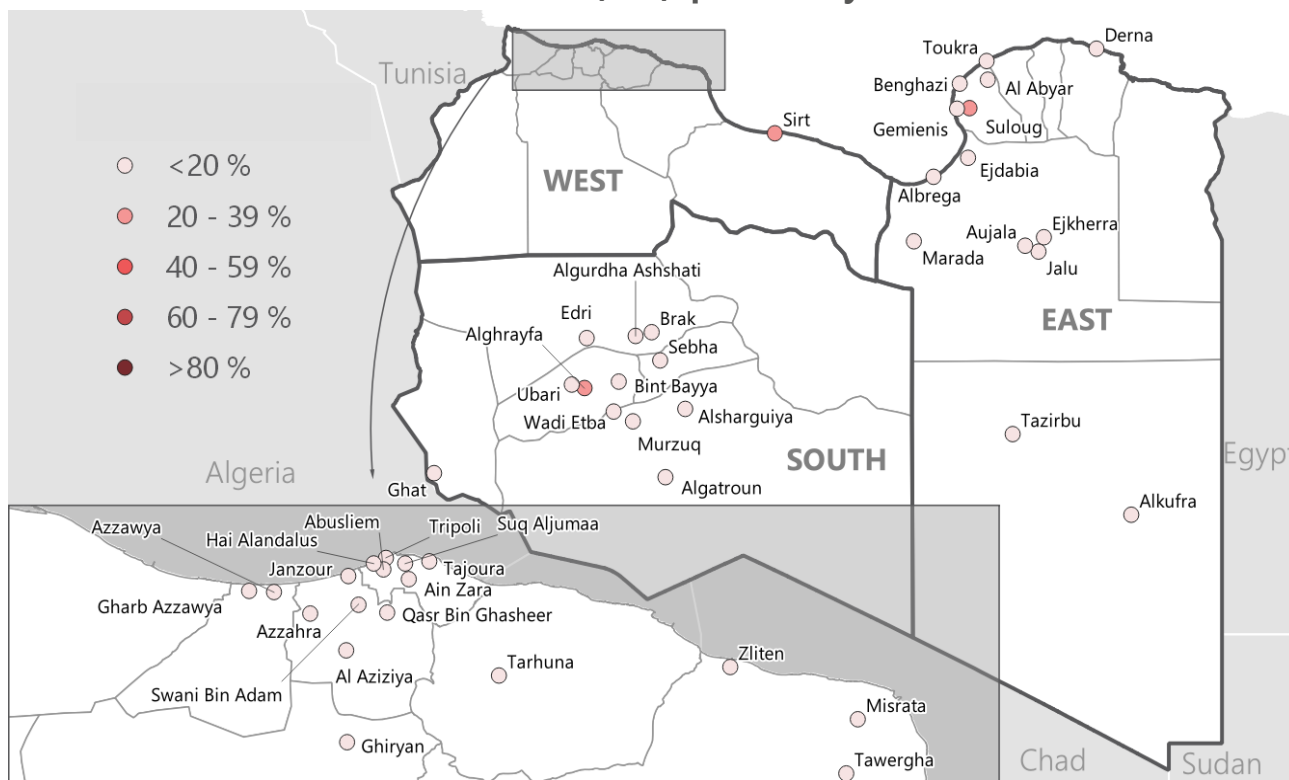 Tunisia
<20 %
20 - 39 %
40 - 59 %
60 - 79 %
>80 %
WEST
Sirt
Toukra
Derna
Benghazi
Al Abyar
Gemienis
Suloug
Ejdabia
Albrega
Marada
Aujala
Ejkherra
Jalu
EAST
Algurdha Ashshati
Edri
Brak
Alghrayfa
Sebha
Ubari
Bint Bayya
Wadi Etba
Alsharguiya
Murzuq
SOUTH
Algatroun
Ghat
Algeria
Tazirbu
Alkufra
Egypt
Azzawya
Abusliem
Tripoli
Suq Aljumaa
Hai Alandalus
Janzour
Tajoura
Ain Zara
Gharb Azzawya
Qasr Bin Ghasheer
Azzahra
Al Aziziya
Swani Bin Adam
Tarhuna
Zliten
Misrata
Ghiryan
Tawergha
Chad
Sudan